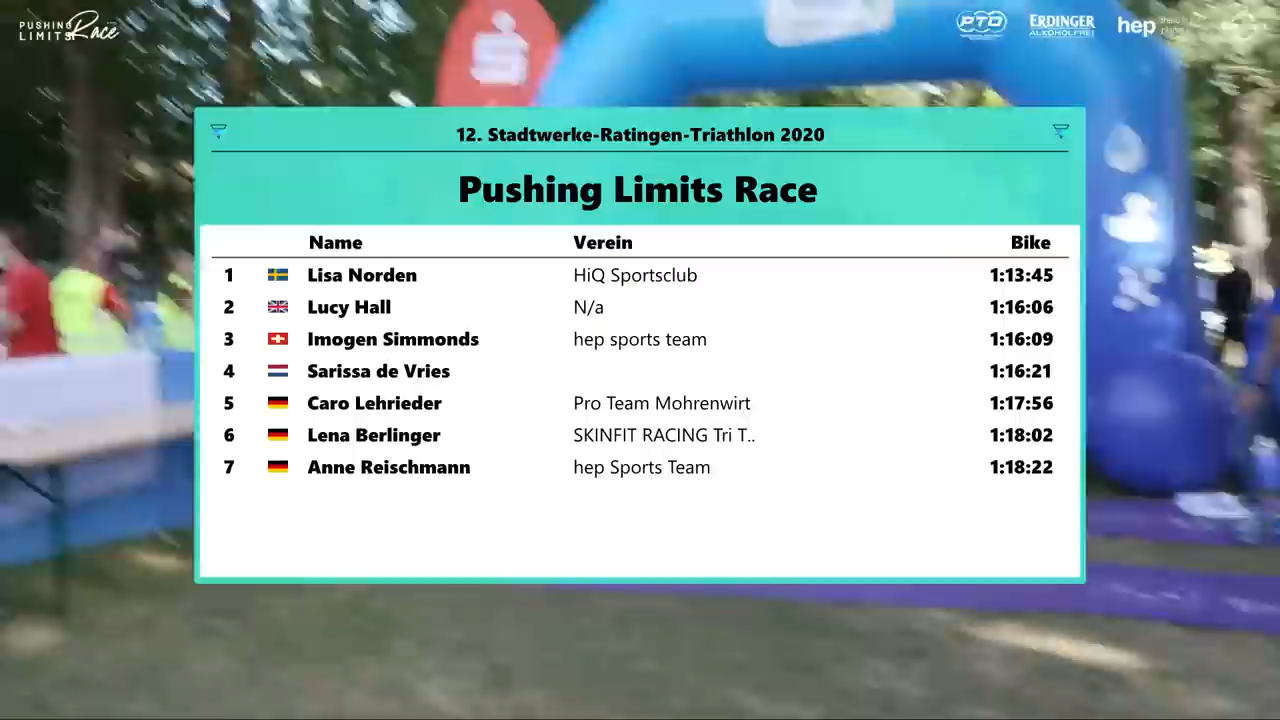 PUSHING
LIMITS Race
PTO
ERDINGER
ALKOHOLFREI
hep
12. Stadtwerke-Ratingen-Triathlon 2020
Pushing Limits Race
Name Verein Bike
1 Lisa Norden HiQ Sportsclub 1:13:45
2 Lucy Hall N/a 1:16:06
3 Imogen Simmonds hep sports team 1:16:09
4 Sarissa de Vries 1:16:21
5 Caro Lehrieder Pro Team Mohrenwirt 1:17:56
6 Lena Berlinger SKINFIT RACING Tri T.. 1:18:02
7 Anne Reischmann hep Sports Team 1:18:22